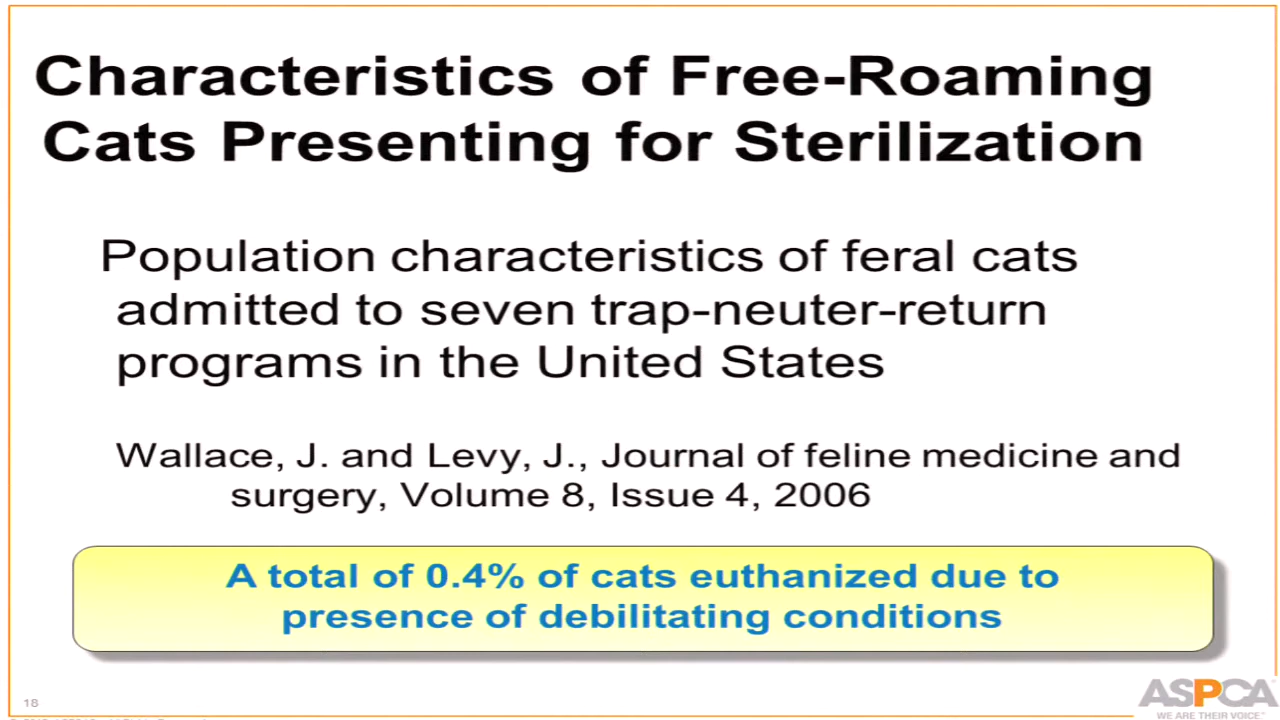 Characteristics of Free-Roaming
Cats Presenting for Sterilization
Population characteristics of feral cats
admitted to seven trap-neuter-return
programs in the United States
Wallace, J. and Levy, J., Journal of feline medicine and
surgery, Volume 8, Issue 4, 2006
A total of 0.4% of cats euthanized due to
presence of debilitating conditions
18
ASPCA
WE ARE THEIR VOICE.